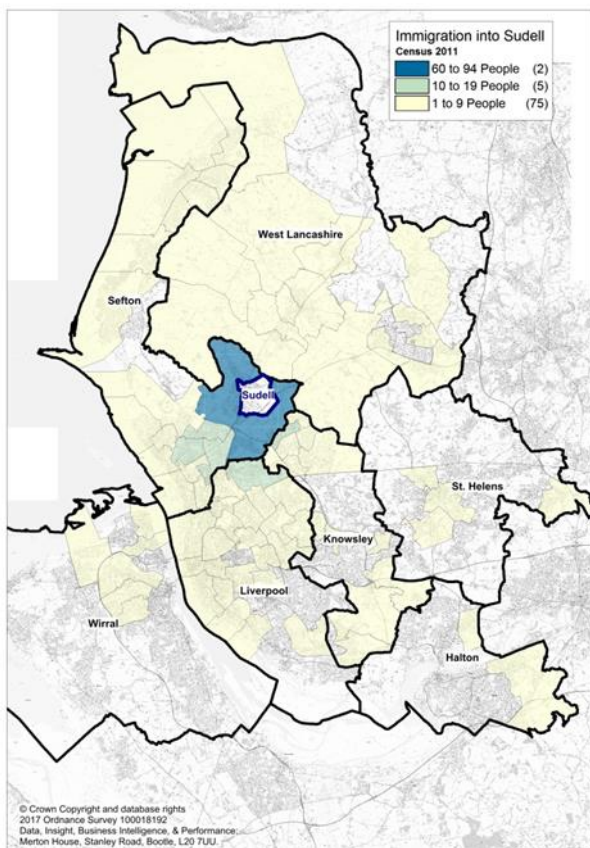 Immigration into Sudell
Census 2011
60 to 94 People (2)
10 to 19 People (5)
1 to 9 People (75)
West Lancashire
Sefton
Sudell
St. Helens
Knowsley
Liverpool
Wirral
Halton
© Crown Copyright and database rights
2017 Ordnance Survey 100018192
Data, Insight, Business Intelligence, & Performance:
Merton House, Stanley Road, Bootle, L20 7UU.